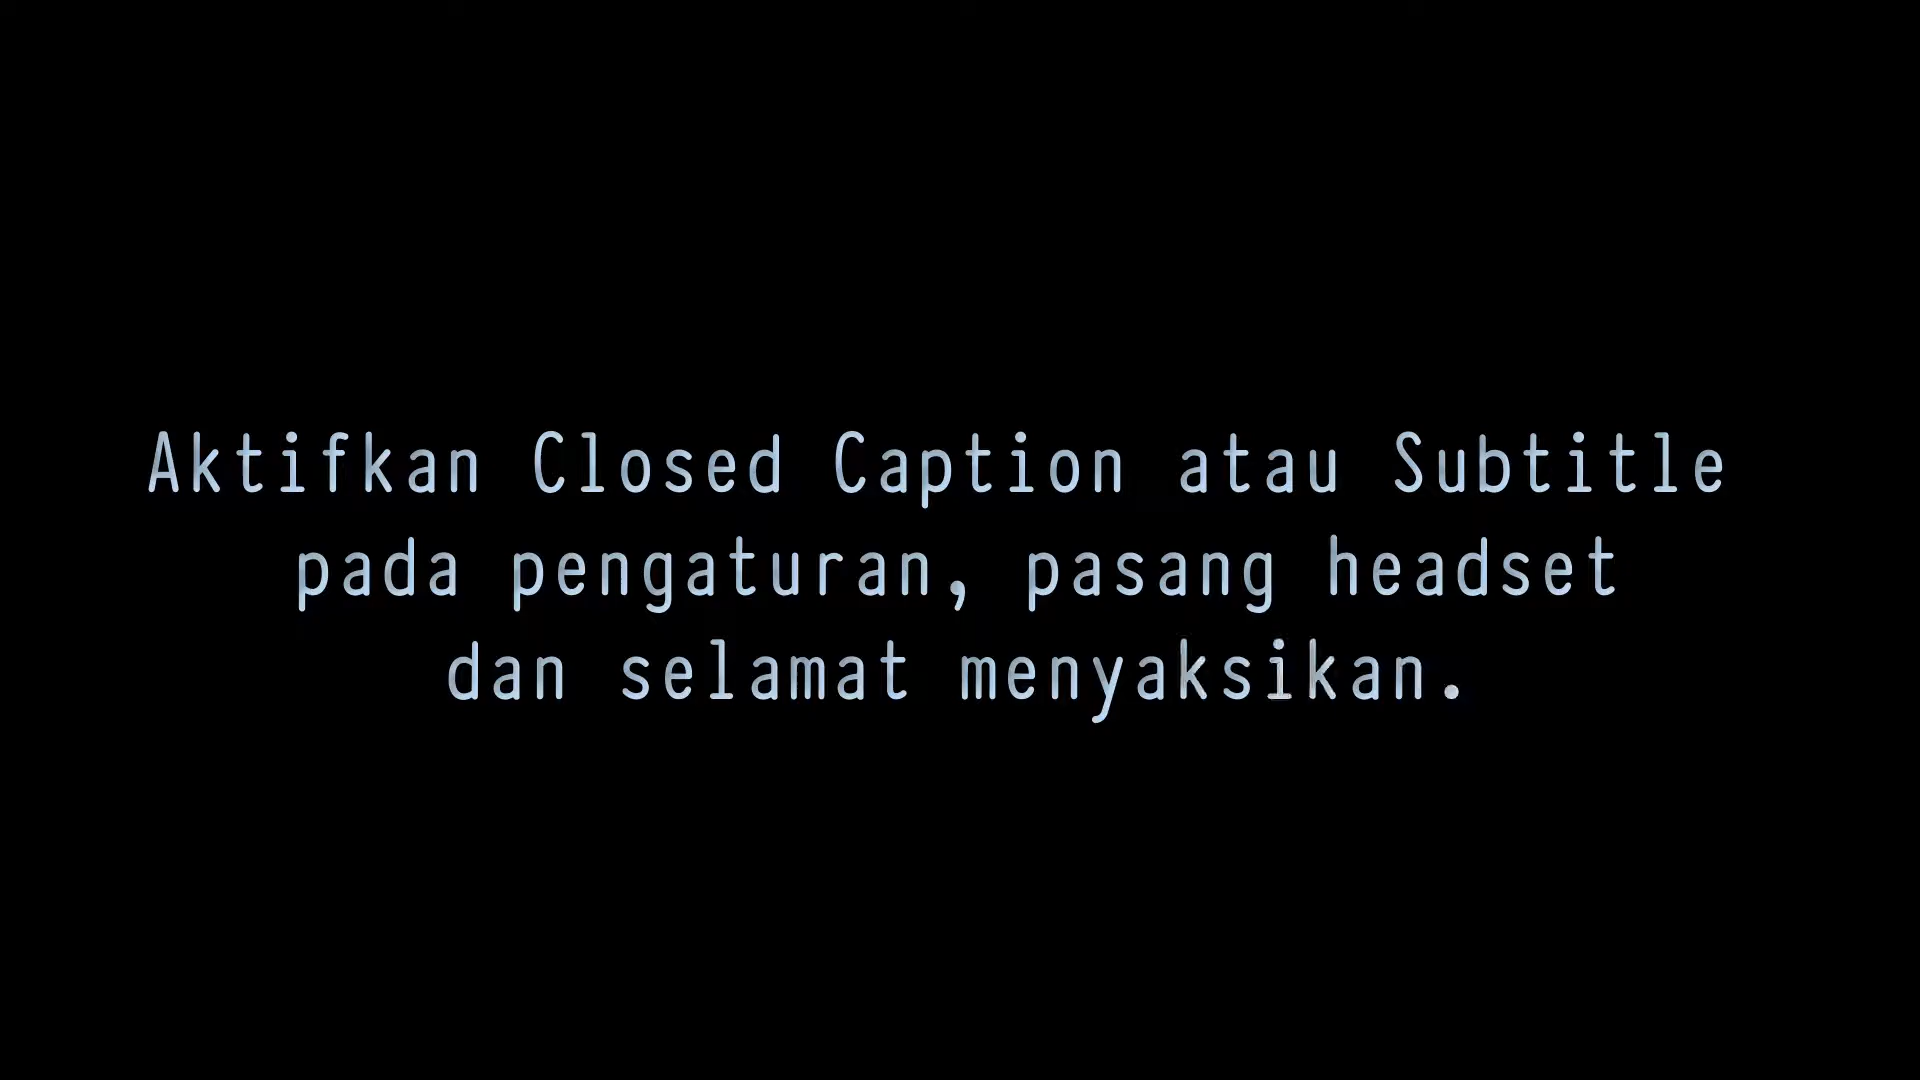 Aktifkan Closed Caption atau Subtitle
pada pengaturan, pasang headset
dan selamat menyaksikan.